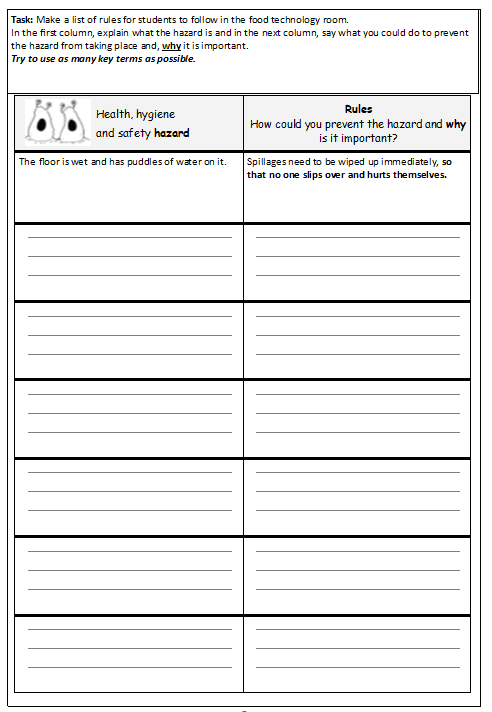 Task: Make a list of rules for students to follow in the food technology room.
In the first column, explain what the hazard is and in the next column, say what you could do to prevent
the hazard from taking place and, why it is important.
Try to use as many key terms as possible.
Health, hygiene
and safety hazard
Rules
How could you prevent the hazard and why
is it important?
The floor is wet and has puddles of water on it.
Spillages need to be wiped up immediately, so
that no one slips over and hurts themselves.